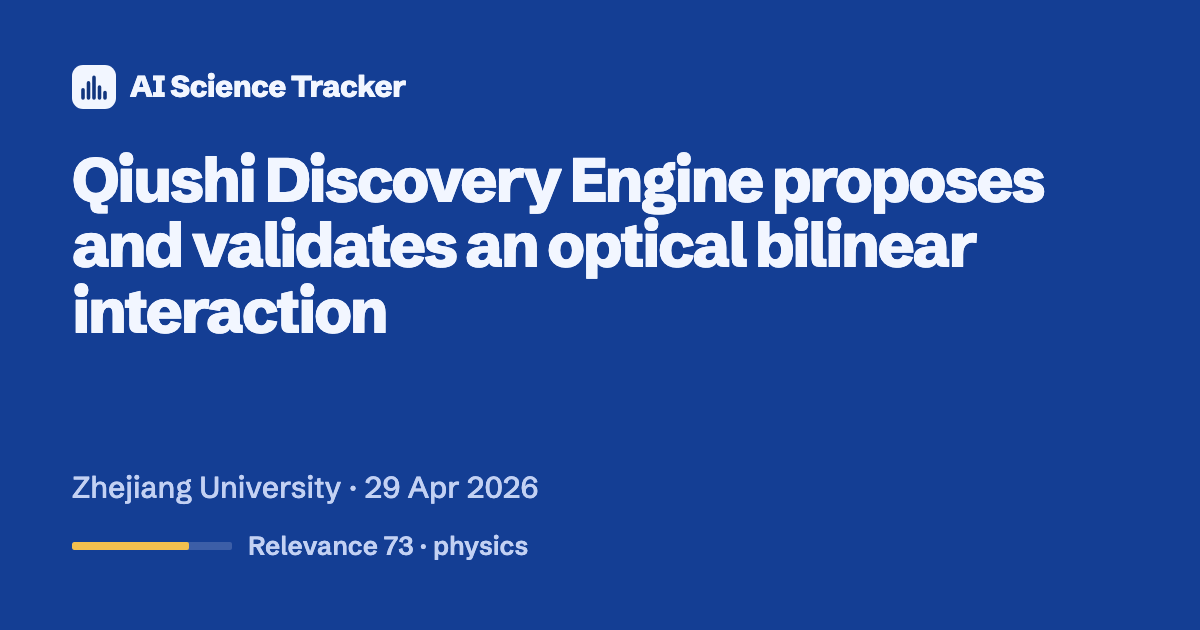 AI Science Tracker
Qiushi Discovery Engine proposes
and validates an optical bilinear
interaction
Zhejiang University · 29 Apr 2026
Relevance 73 · physics